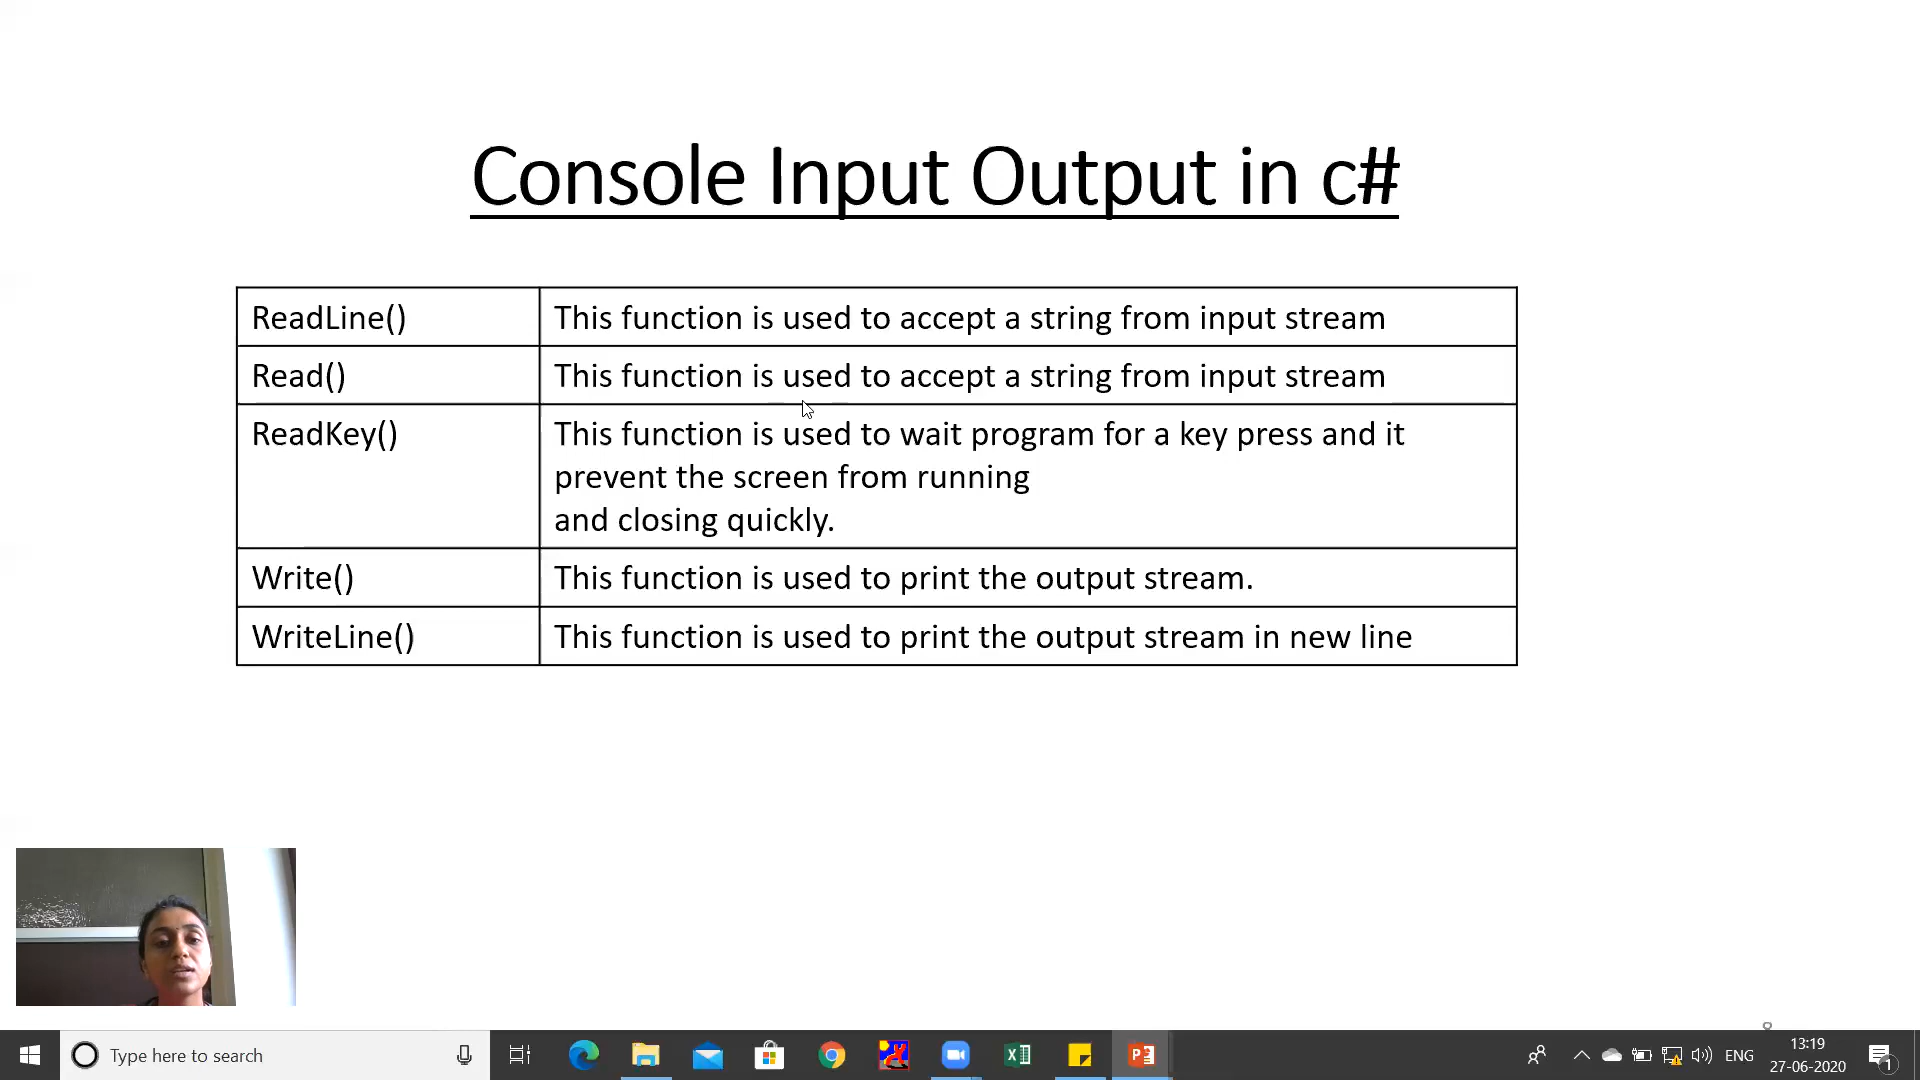 Console Input Output in c#
ReadLine()
This function is used to accept a string from input stream
Read()
This function is used to accept a string from input stream
ReadKey()
This function is used to wait program for a key press and it
prevent the screen from running
and closing quickly.
Write()
This function is used to print the output stream.
WriteLine()
This function is used to print the output stream in new line
Type here to search
ENG
13:19
27-06-2020
1